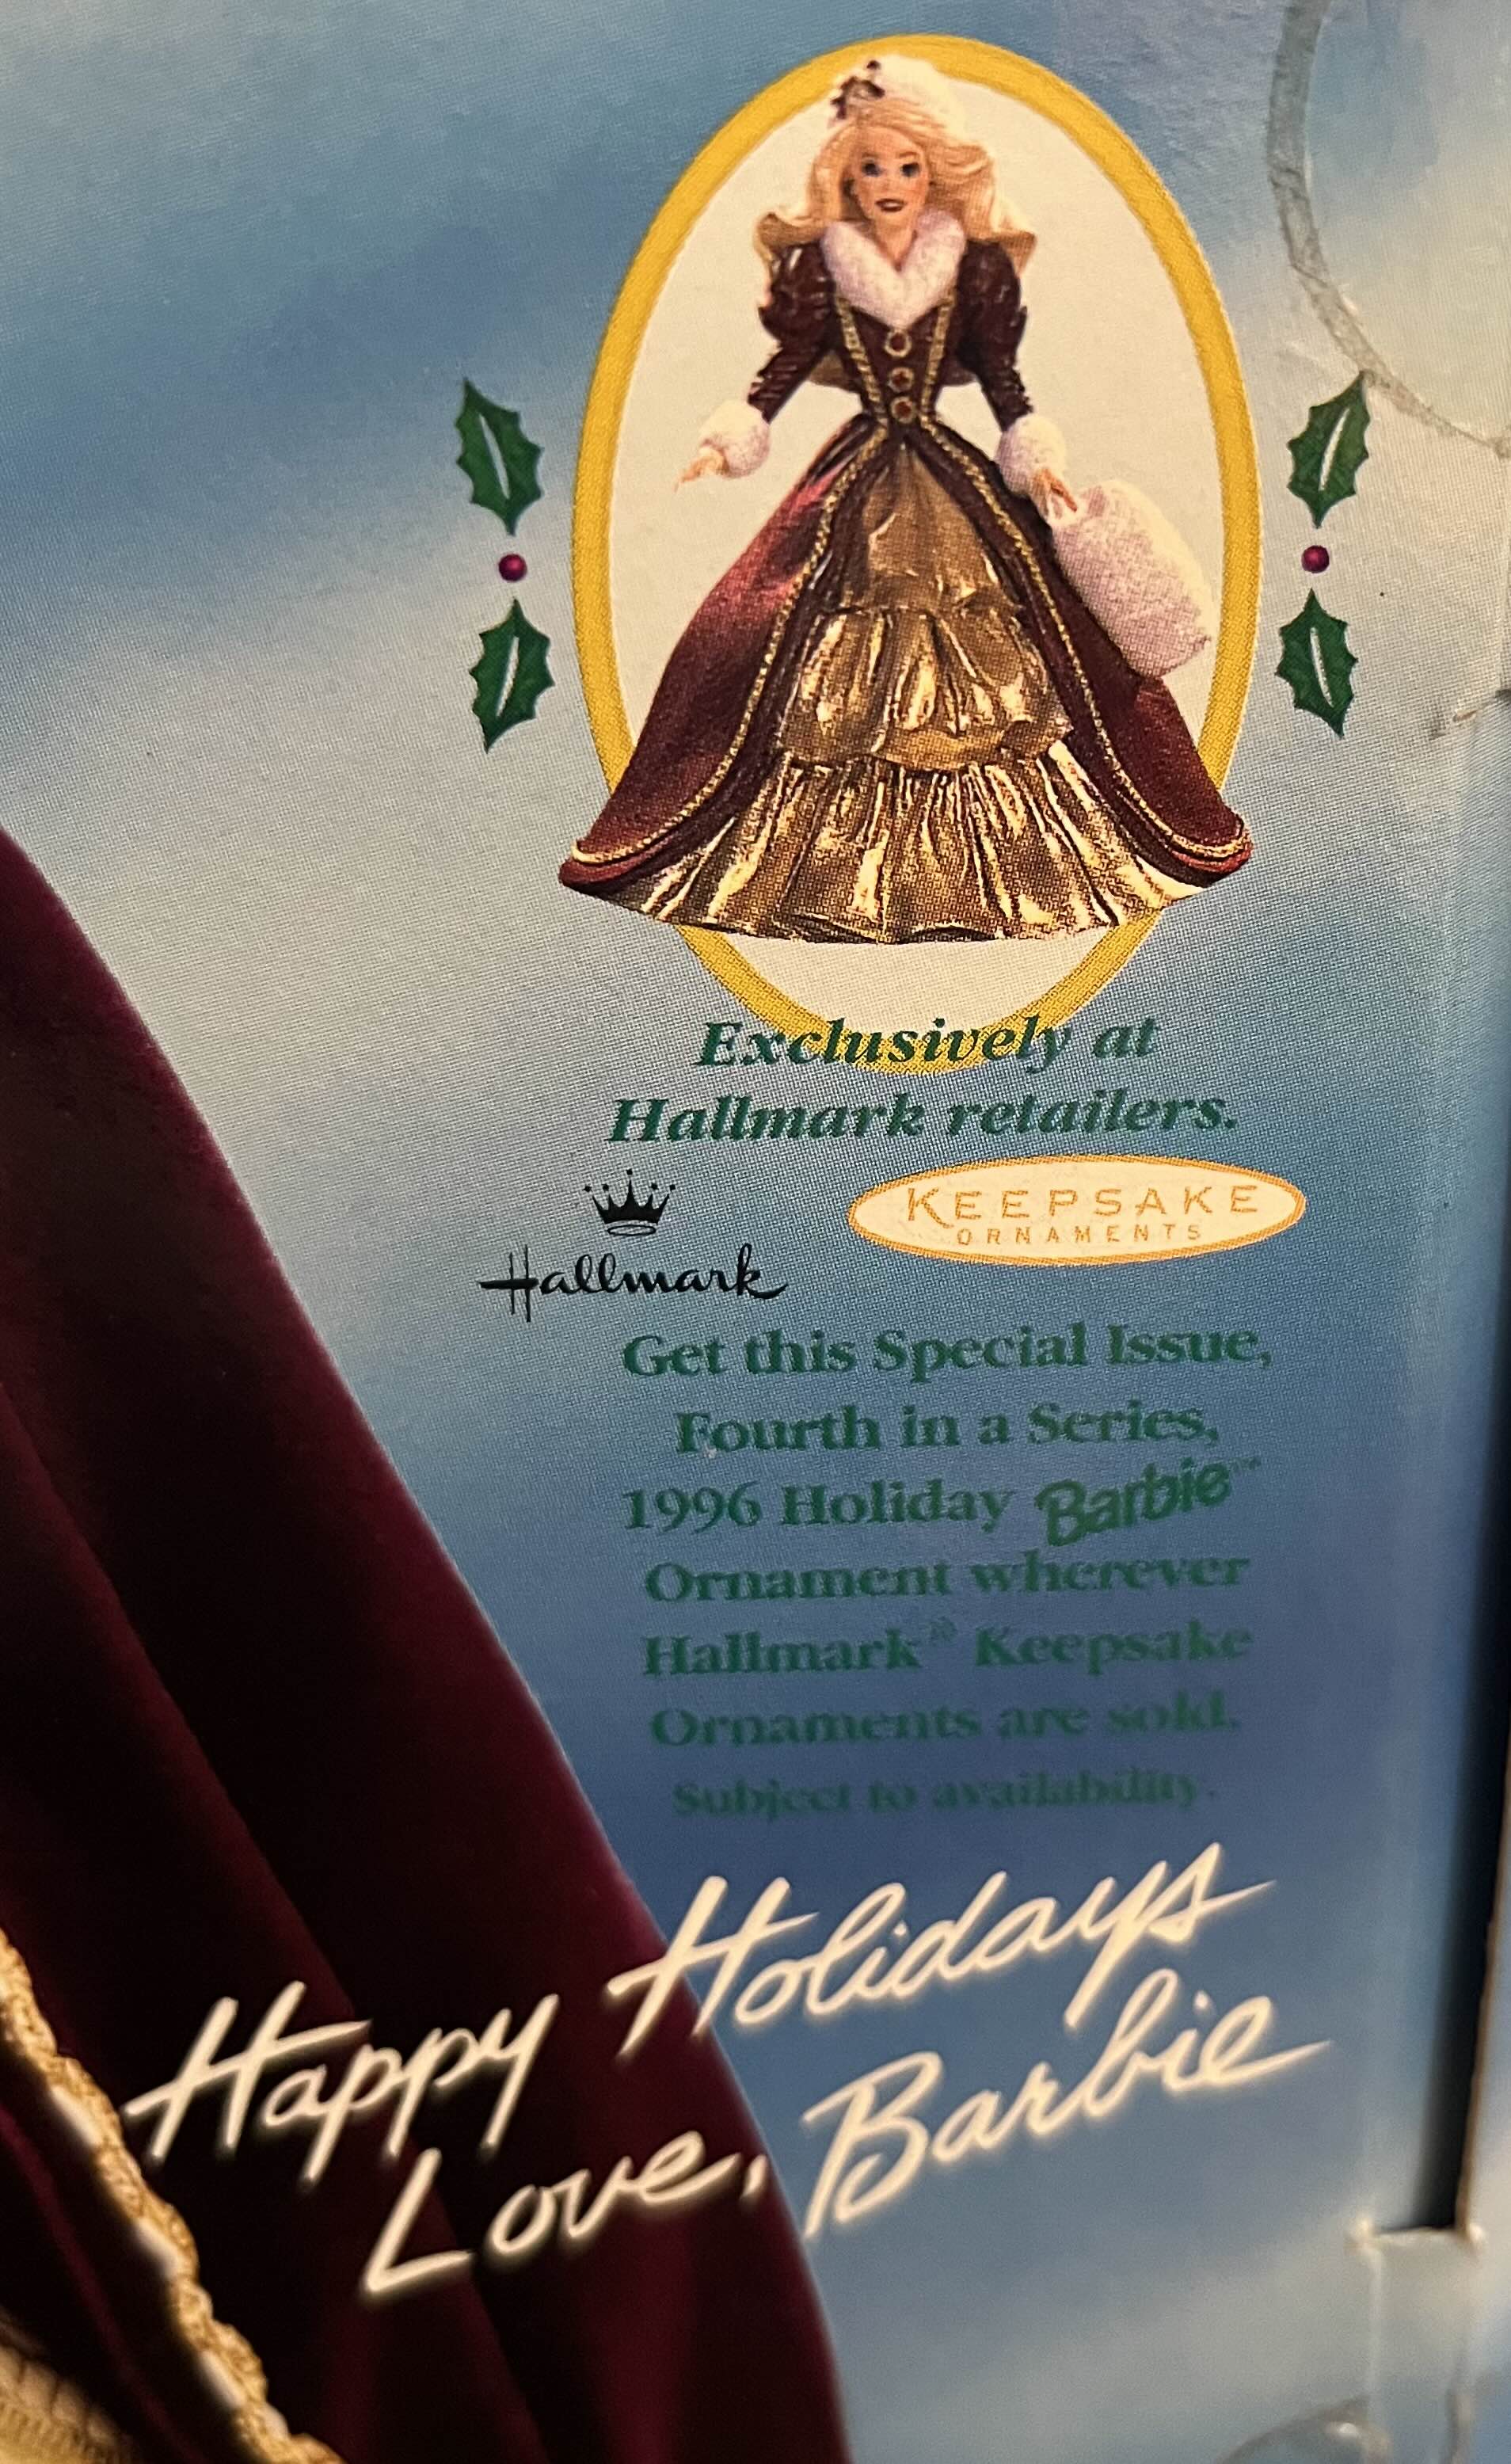 Exclusively at
Hallmark retailers.
KEEPSAKE
ORNAMENTS
Hallmark
Get this Special Issue,
Fourth in a Series,
1996 Holiday Barbie™
Ornament wherever
Hallmark® Keepsake
Ornaments are sold.
Subject to availability.
Happy Holidays
Love, Barbie